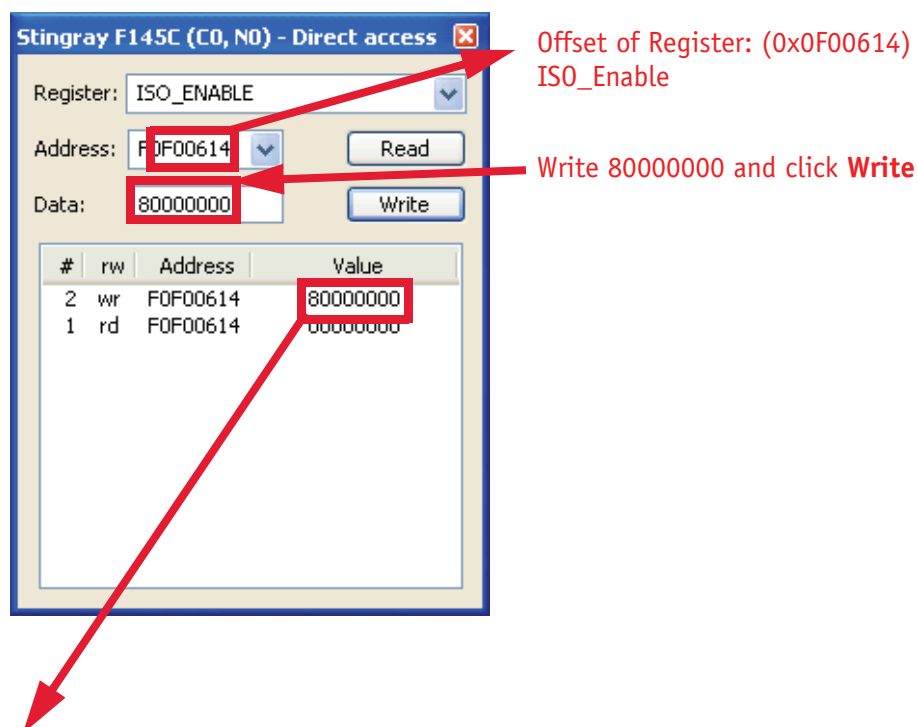 Stingray F145C (C0, N0) - Direct access
Offset of Register: (0x0F00614)
ISO_Enable
Register: ISO_ENABLE
Address: F0F00614 Read
Write 80000000 and click Write
Data: 80000000 Write
# rw Address Value
2 wr F0F00614 80000000
1 rd F0F00614 00000000